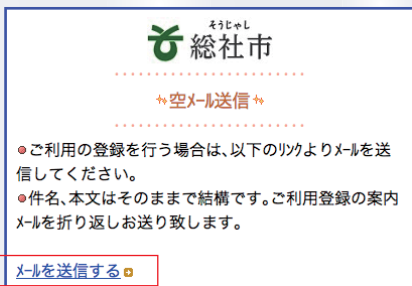 そうじゃし
総社市
空ﾒｰﾙ送信
●ご利用の登録を行う場合は、以下のﾘﾝｸよりﾒｰﾙを送
信してください。
●件名、本文はそのままで結構です。ご利用登録の案内
ﾒｰﾙを折り返しお送り致します。
ﾒｰﾙを送信する